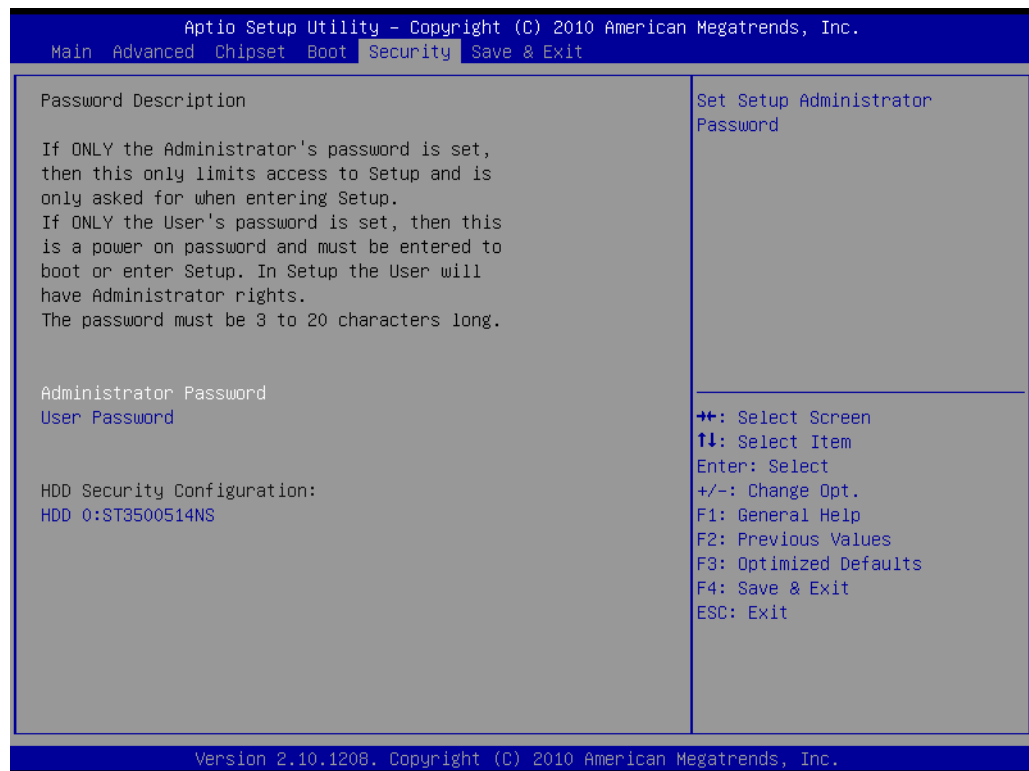 Aptio Setup Utility – Copyright (C) 2010 American Megatrends, Inc.
Main Advanced Chipset Boot Security Save & Exit
Password Description
If ONLY the Administrator's password is set,
then this only limits access to Setup and is
only asked for when entering Setup.
If ONLY the User's password is set, then this
is a power on password and must be entered to
boot or enter Setup. In Setup the User will
have Administrator rights.
The password must be 3 to 20 characters long.
Administrator Password
User Password
HDD Security Configuration:
HDD 0:ST3500514NS
Set Setup Administrator
Password
→←: Select Screen
↑↓: Select Item
Enter: Select
+/-: Change Opt.
F1: General Help
F2: Previous Values
F3: Optimized Defaults
F4: Save & Exit
ESC: Exit
Version 2.10.1208. Copyright (C) 2010 American Megatrends, Inc.